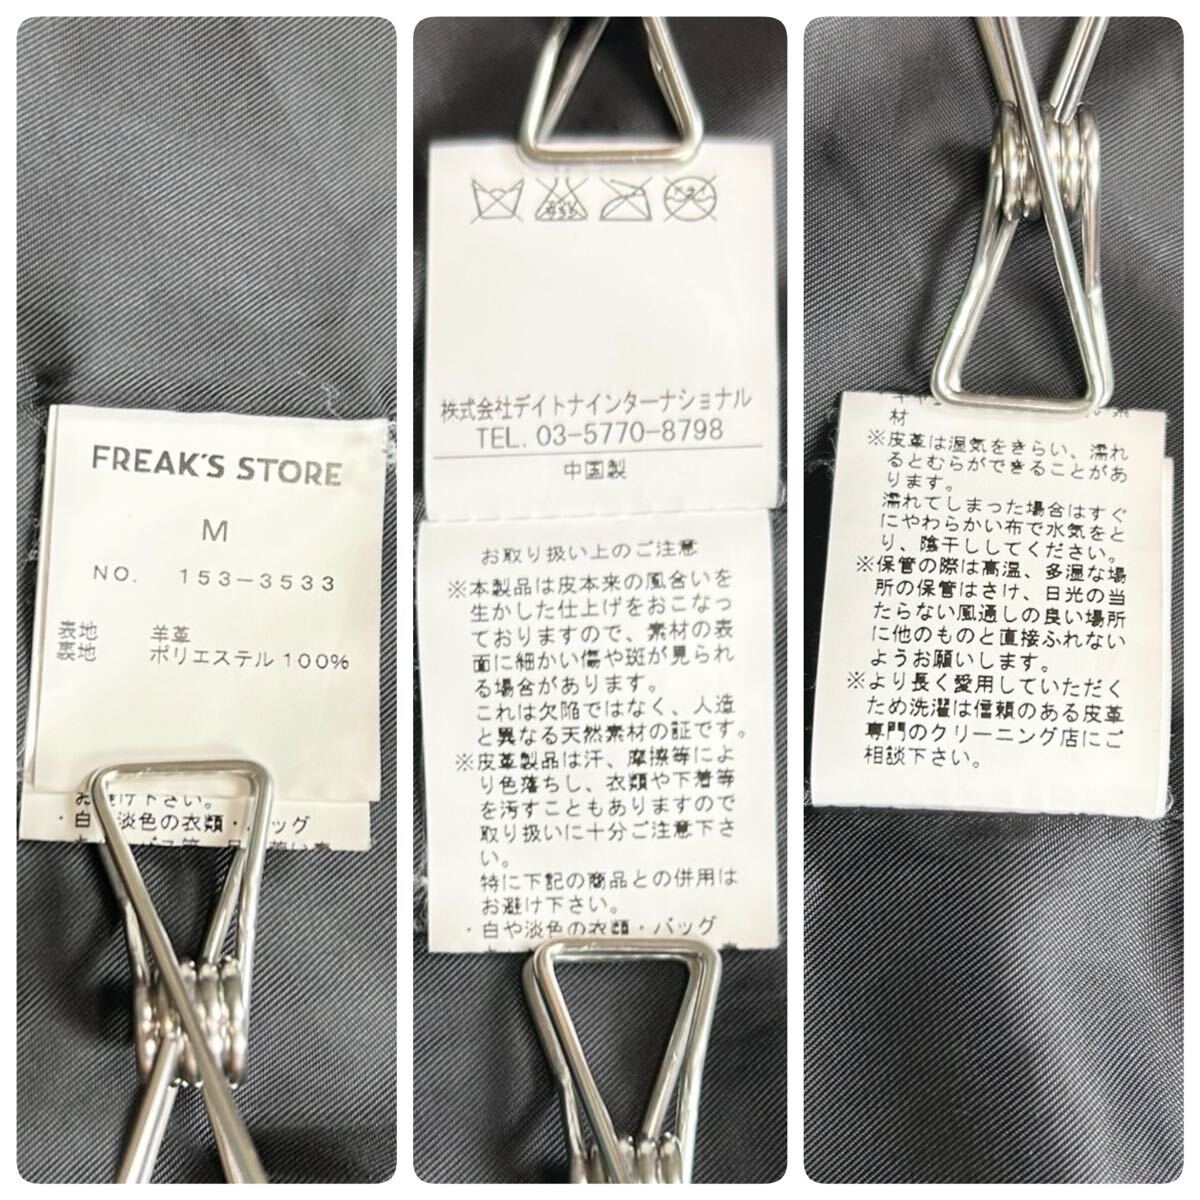 FREAK'S STORE
M
NO. 153-3533
表地 羊革
裏地 ポリエステル100%
お避け下さい。
・白や淡色の衣類・バッグ
株式会社デイトナインターナショナル
TEL. 03-5770-8798
中国製
お取り扱い上のご注意
※本製品は皮本来の風合いを
生かした仕上げをおこなっ
ておりますので、素材の表
面に細かい傷や斑が見られ
る場合があります。
これは欠陥ではなく、人造
と異なる天然素材の証です。
※皮革製品は汗、摩擦等によ
り色落ちし、衣類や下着等
を汚すこともありますので
取り扱いに十分ご注意下さ
い。
特に下記の商品との併用は
お避け下さい。
・白や淡色の衣類・バッグ
材
※皮革は湿気をきらい、濡れ
るとむらができることがあ
ります。
濡れてしまった場合はすぐ
にやわらかい布で水気をと
り、陰干ししてください。
※保管の際は高温、多湿な場
所の保管はさけ、日光の当
たらない風通しの良い場所
に他のものと直接ふれない
ようお願いします。
※より長く愛用していただく
ため洗濯は信頼のある皮革
専門のクリーニング店にご
相談下さい。